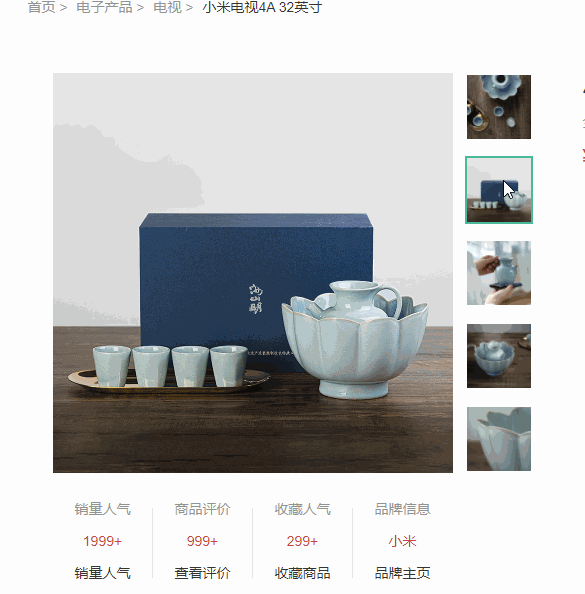 首页 > 电子产品 > 电视 > 小米电视4A 32英寸
销量人气 商品评价 收藏人气 品牌信息
1999+ 999+ 299+ 小米
销量人气 查看评价 收藏商品 品牌主页